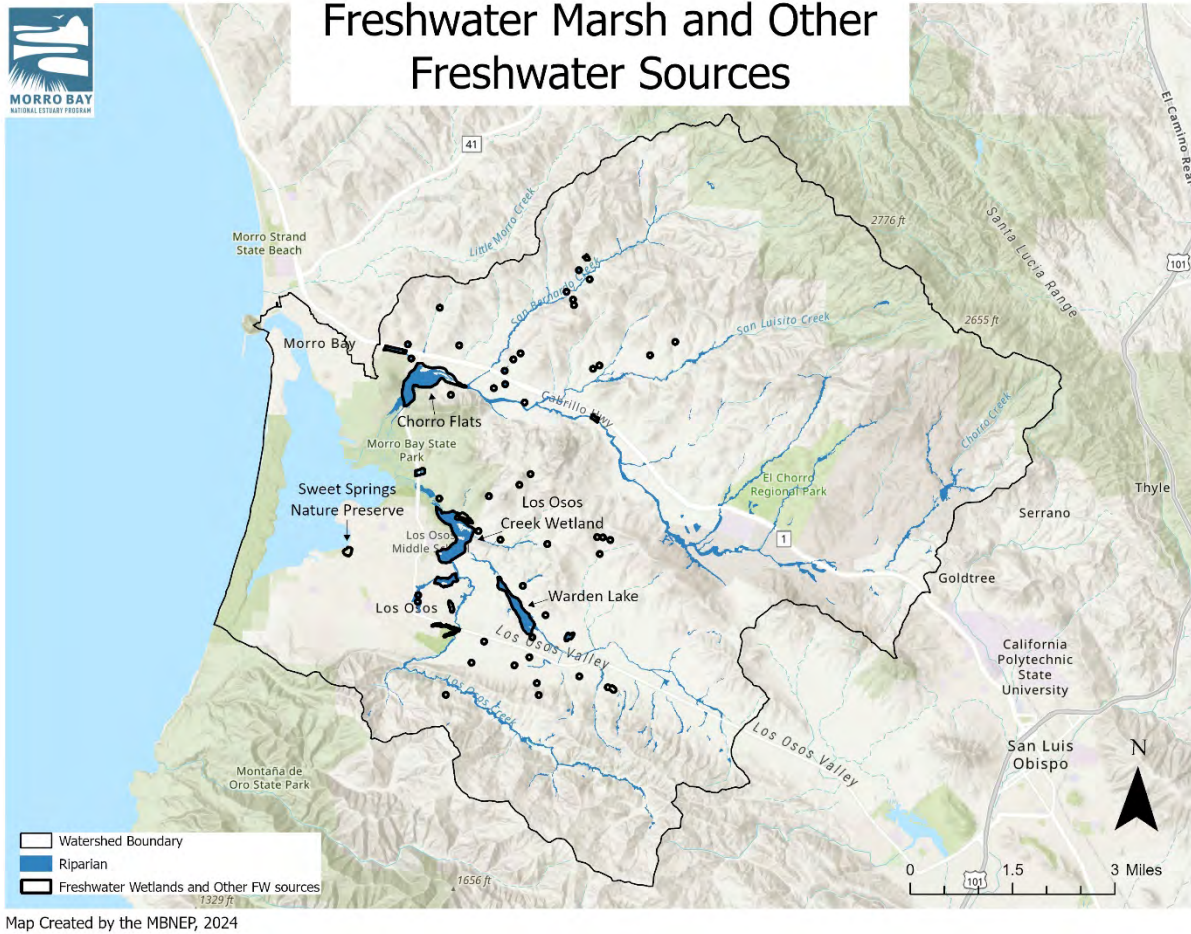 Freshwater Marsh and Other
Freshwater Sources
MORRO BAY
NATIONAL ESTUARY PROGRAM
41
El Camino Real
Little Morro Creek
2776 ft
Morro Strand
State Beach
Santa Lucia Range
101
San Bernardo Creek
San Luisito Creek
2655 ft
Morro Bay
Cabrillo Hwy
Chorro Flats
Chorro Creek
Morro Bay State
Park
El Chorro
Regional Park
Thyle
Sweet Springs
Nature Preserve
Los Osos
Creek Wetland
Serrano
Los Osos
Middle
1
Goldtree
Warden Lake
Los Osos
Los Osos Valley
California
Polytechnic
State
University
Los Osos Creek
Los Osos Valley
San Luis
Obispo
N
Montaña de
Oro State Park
Watershed Boundary
Riparian
Freshwater Wetlands and Other FW sources
0 1.5 3 Miles
101
1656 ft
1329 ft
Map Created by the MBNEP, 2024